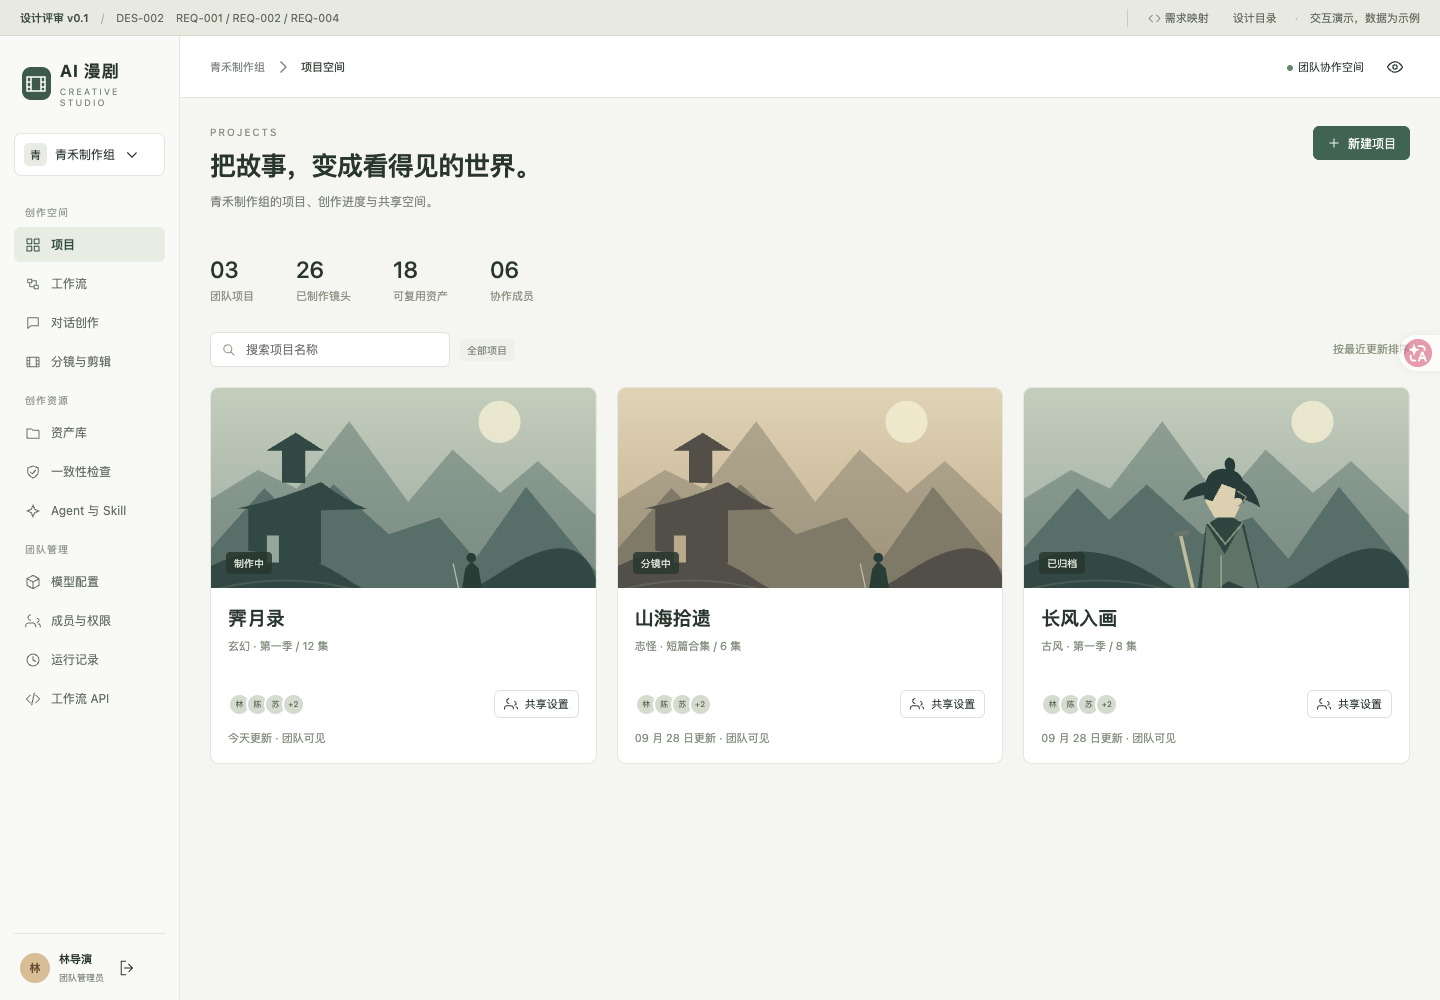 设计评审 v0.1 / DES-002 REQ-001 / REQ-002 / REQ-004
需求映射 设计目录 · 交互演示，数据为示例
AI 漫剧
CREATIVE
STUDIO
青 青禾制作组
创作空间
项目
工作流
对话创作
分镜与剪辑
创作资源
资产库
一致性检查
Agent 与 Skill
团队管理
模型配置
成员与权限
运行记录
工作流 API
林 林导演
团队管理员
青禾制作组 项目空间
团队协作空间
PROJECTS
把故事，变成看得见的世界。
青禾制作组的项目、创作进度与共享空间。
新建项目
03 26 18 06
团队项目 已制作镜头 可复用资产 协作成员
搜索项目名称 全部项目
按最近更新排
制作中
霁月录
玄幻 · 第一季 / 12 集
林 陈 苏 +2 共享设置
今天更新 · 团队可见
分镜中
山海拾遗
志怪 · 短篇合集 / 6 集
林 陈 苏 +2 共享设置
09 月 28 日更新 · 团队可见
已归档
长风入画
古风 · 第一季 / 8 集
林 陈 苏 +2 共享设置
09 月 28 日更新 · 团队可见